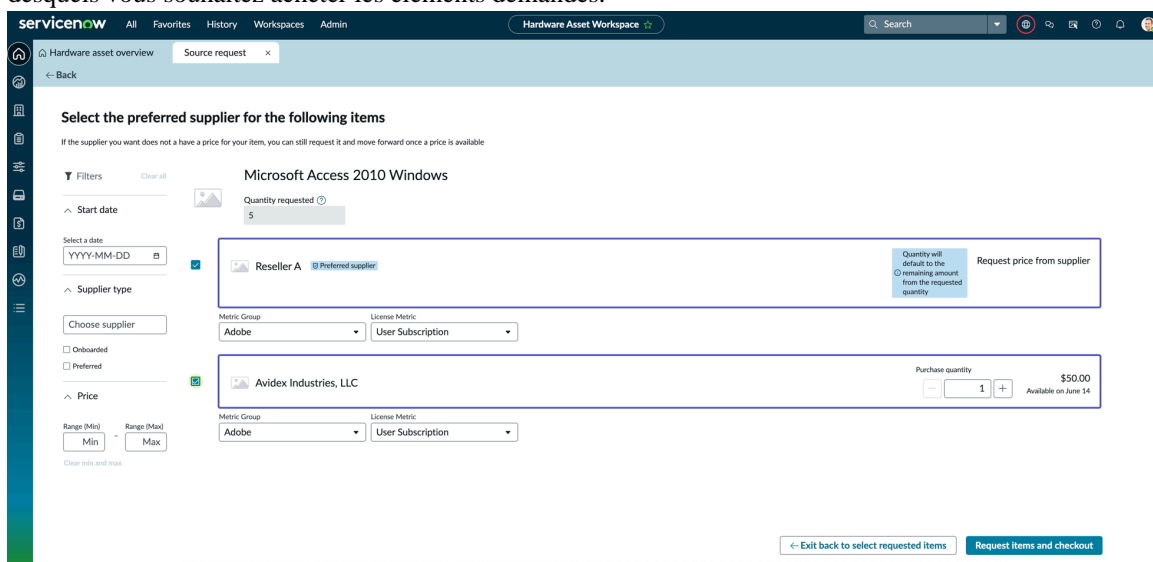 desquels vous souhaitez acheter les éléments demandés.
servicenow All Favorites History Workspaces Admin Hardware Asset Workspace Search
Hardware asset overview Source request ×
← Back
Select the preferred supplier for the following items
If the supplier you want does not a have a price for your item, you can still request it and move forward once a price is available
Filters Clear all
Microsoft Access 2010 Windows
Quantity requested
5
Start date
Select a date
YYYY-MM-DD
Reseller A Preferred supplier
Quantity will
default to the
remaining amount
from the requested
quantity
Request price from supplier
Supplier type
Choose supplier
Onboarded
Preferred
Metric Group License Metric
Adobe User Subscription
Avidex Industries, LLC
Purchase quantity
− 1 +
$50.00
Available on June 14
Price
Range (Min) Range (Max)
Min - Max
Clear min and max
Metric Group License Metric
Adobe User Subscription
← Exit back to select requested items Request items and checkout